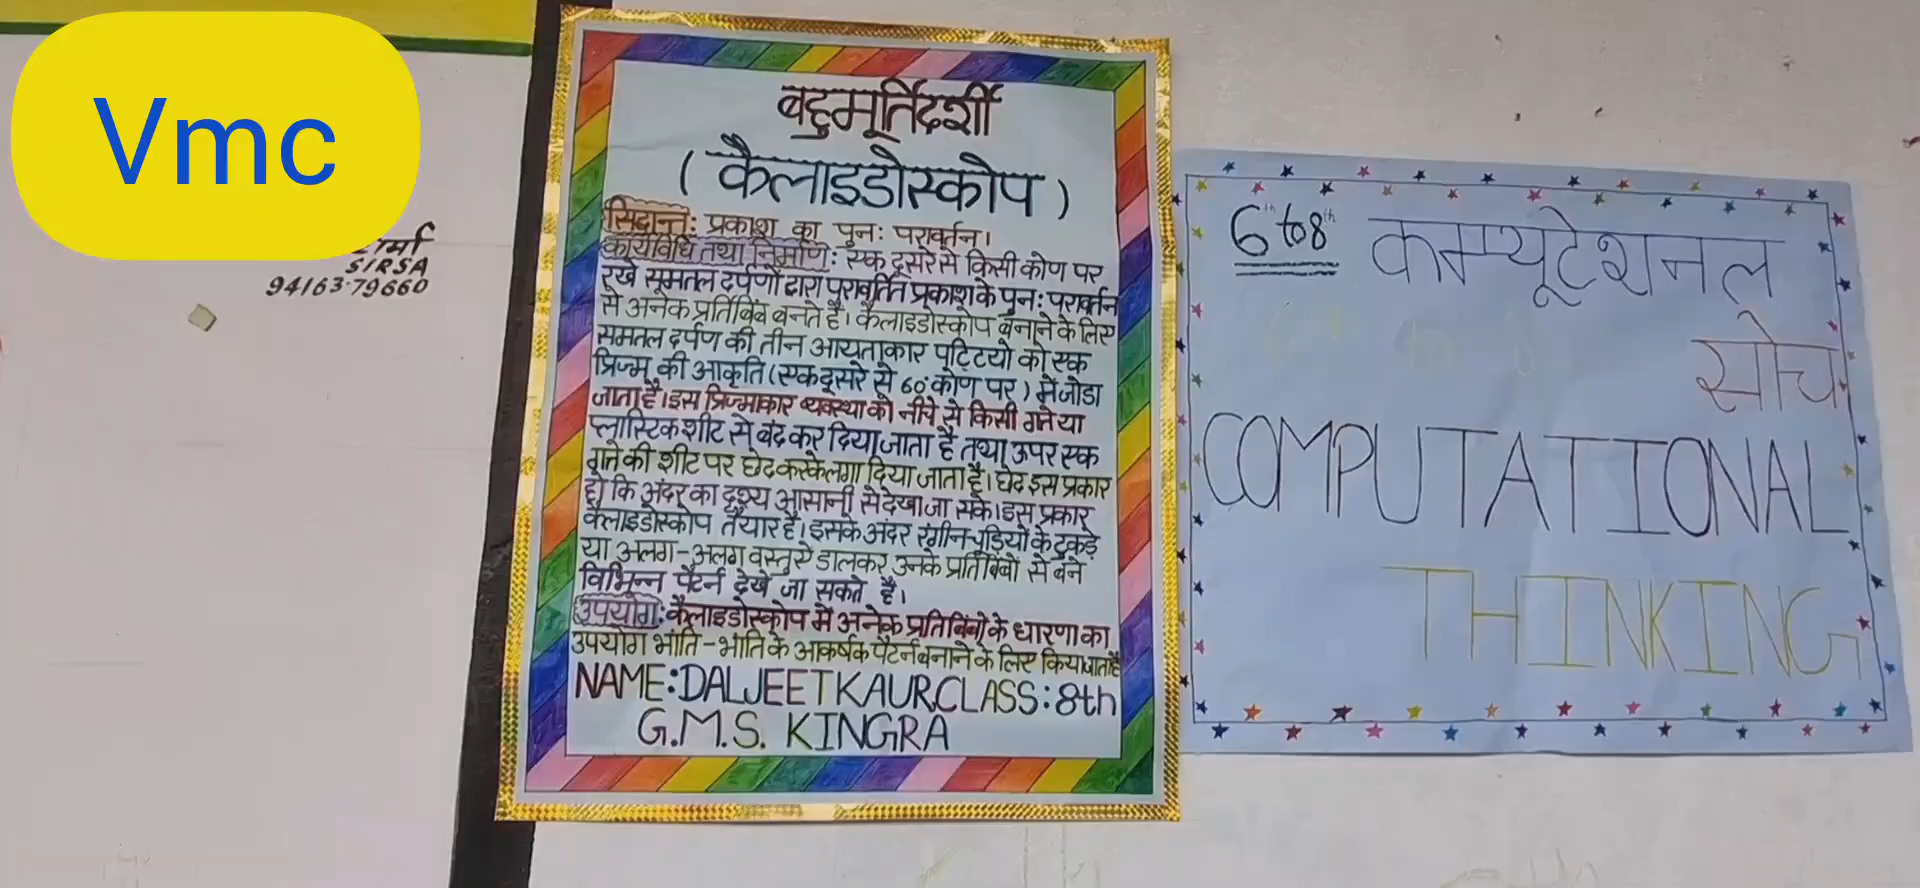 Vmc
SIRSA
94163-79660
बहुमूर्तिदर्शी
(कैलाइडोस्कोप)
सिद्धान्त: प्रकाश का पुनः परावर्तन।
कार्यविधि तथा निर्माण: एक दूसरे से किसी कोण पर
रखे समतल दर्पणों द्वारा परावर्तित प्रकाश के पुनः परावर्तन
से अनेक प्रतिबिंब बनते है। कैलाइडोस्कोप बनाने के लिए
समतल दर्पण की तीन आयताकार पट्टियो को एक
प्रिज्म की आकृति (एक दूसरे से 60° कोण पर) में जोडा
जाता है। इस प्रिज्माकार व्यवस्था को नीचे से किसी गते या
प्लास्टिक शीट से बंद कर दिया जाता है तथा ऊपर एक
गते की शीट पर छेद करके लगा दिया जाता है। छेद इस प्रकार
हो कि अंदर का दृश्य आसानी से देखा जा सके। इस प्रकार
कैलाइडोस्कोप तैयार है। इसके अंदर रंगीन चूड़ियों के टुकड़े
या अलग-अलग वस्तुएे डालकर उनके प्रतिबिंबों से बने
विभिन्न पैटर्न देखे जा सकते है।
उपयोग: कैलाइडोस्कोप में अनेक प्रतिबिंबो के धारणा का
उपयोग भांति-भांति के आकर्षक पैटर्न बनाने के लिए किया जाता है
NAME: DALJEET KAUR CLASS: 8th
G.M.S. KINGRA
6th to 8th कम्प्यूटेशनल
सोच
COMPUTATIONAL
THINKING